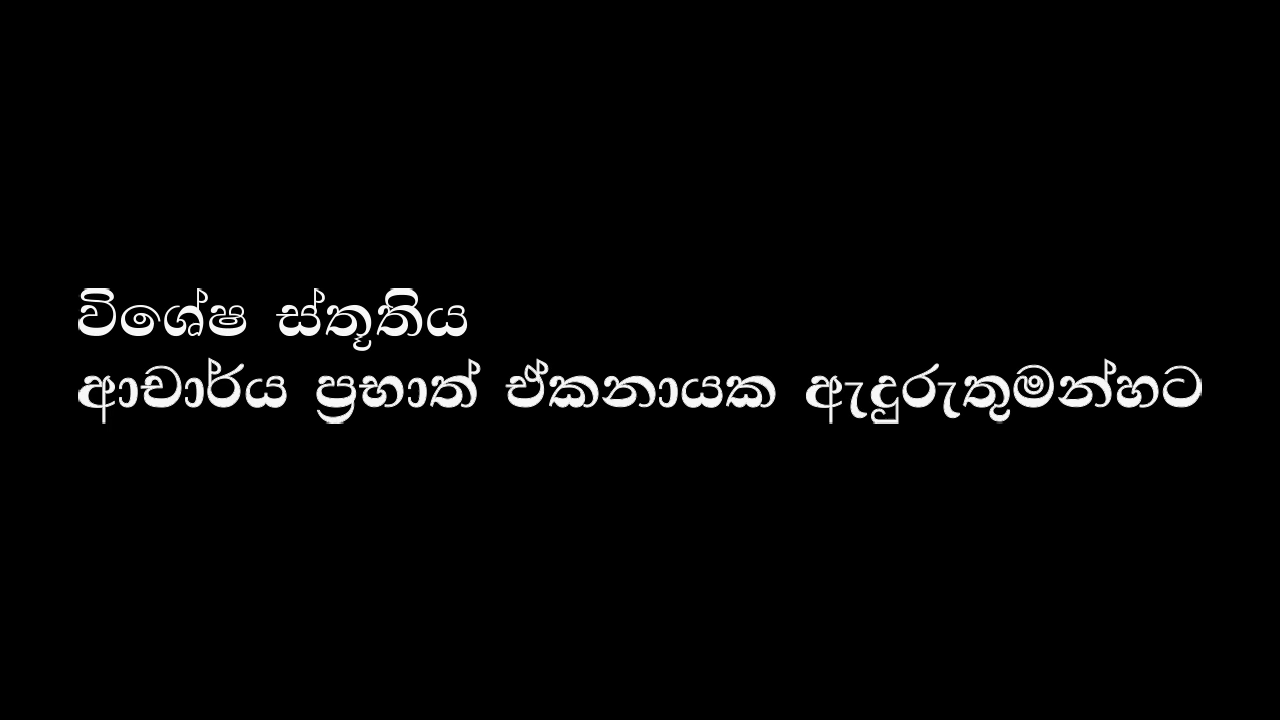 විශේෂ ස්තූතිය
ආචාර්ය ප්‍රභාත් ඒකනායක ඇදුරුතුමන්හට